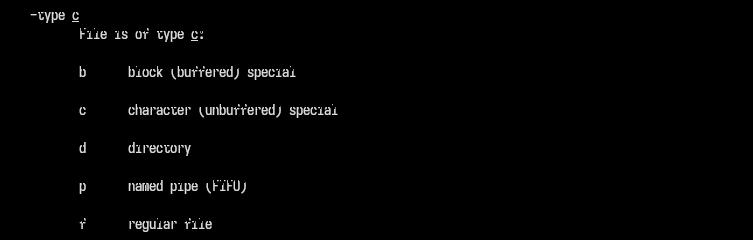 -type c
File is of type c:
b block (buffered) special
c character (unbuffered) special
d directory
p named pipe (FIFO)
f regular file